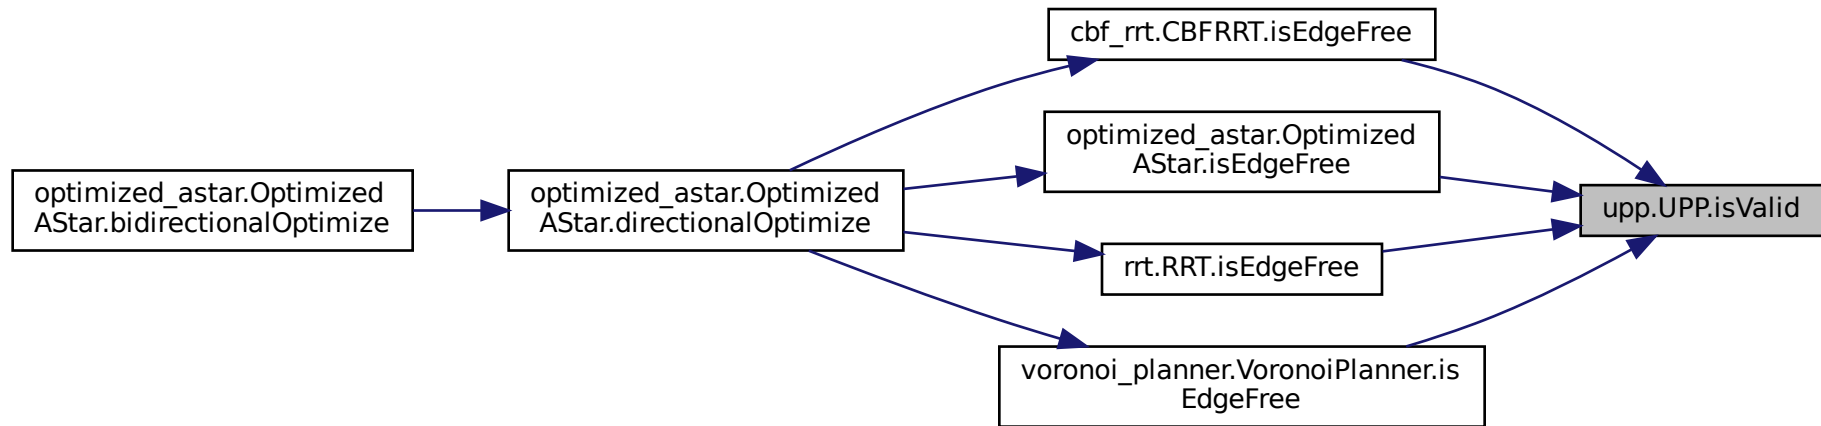 cbf_rrt.CBFRRT.isEdgeFree
optimized_astar.Optimized
AStar.isEdgeFree
optimized_astar.Optimized
AStar.bidirectionalOptimize
optimized_astar.Optimized
AStar.directionalOptimize
upp.UPP.isValid
rrt.RRT.isEdgeFree
voronoi_planner.VoronoiPlanner.is
EdgeFree